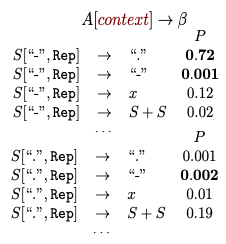 A[context] → β
P
S[“-”, Rep] → “.” 0.72
S[“-”, Rep] → “-” 0.001
S[“-”, Rep] → x 0.12
S[“-”, Rep] → S + S 0.02
...
P
S[“.”, Rep] → “.” 0.001
S[“.”, Rep] → “-” 0.002
S[“.”, Rep] → x 0.01
S[“.”, Rep] → S + S 0.19
...